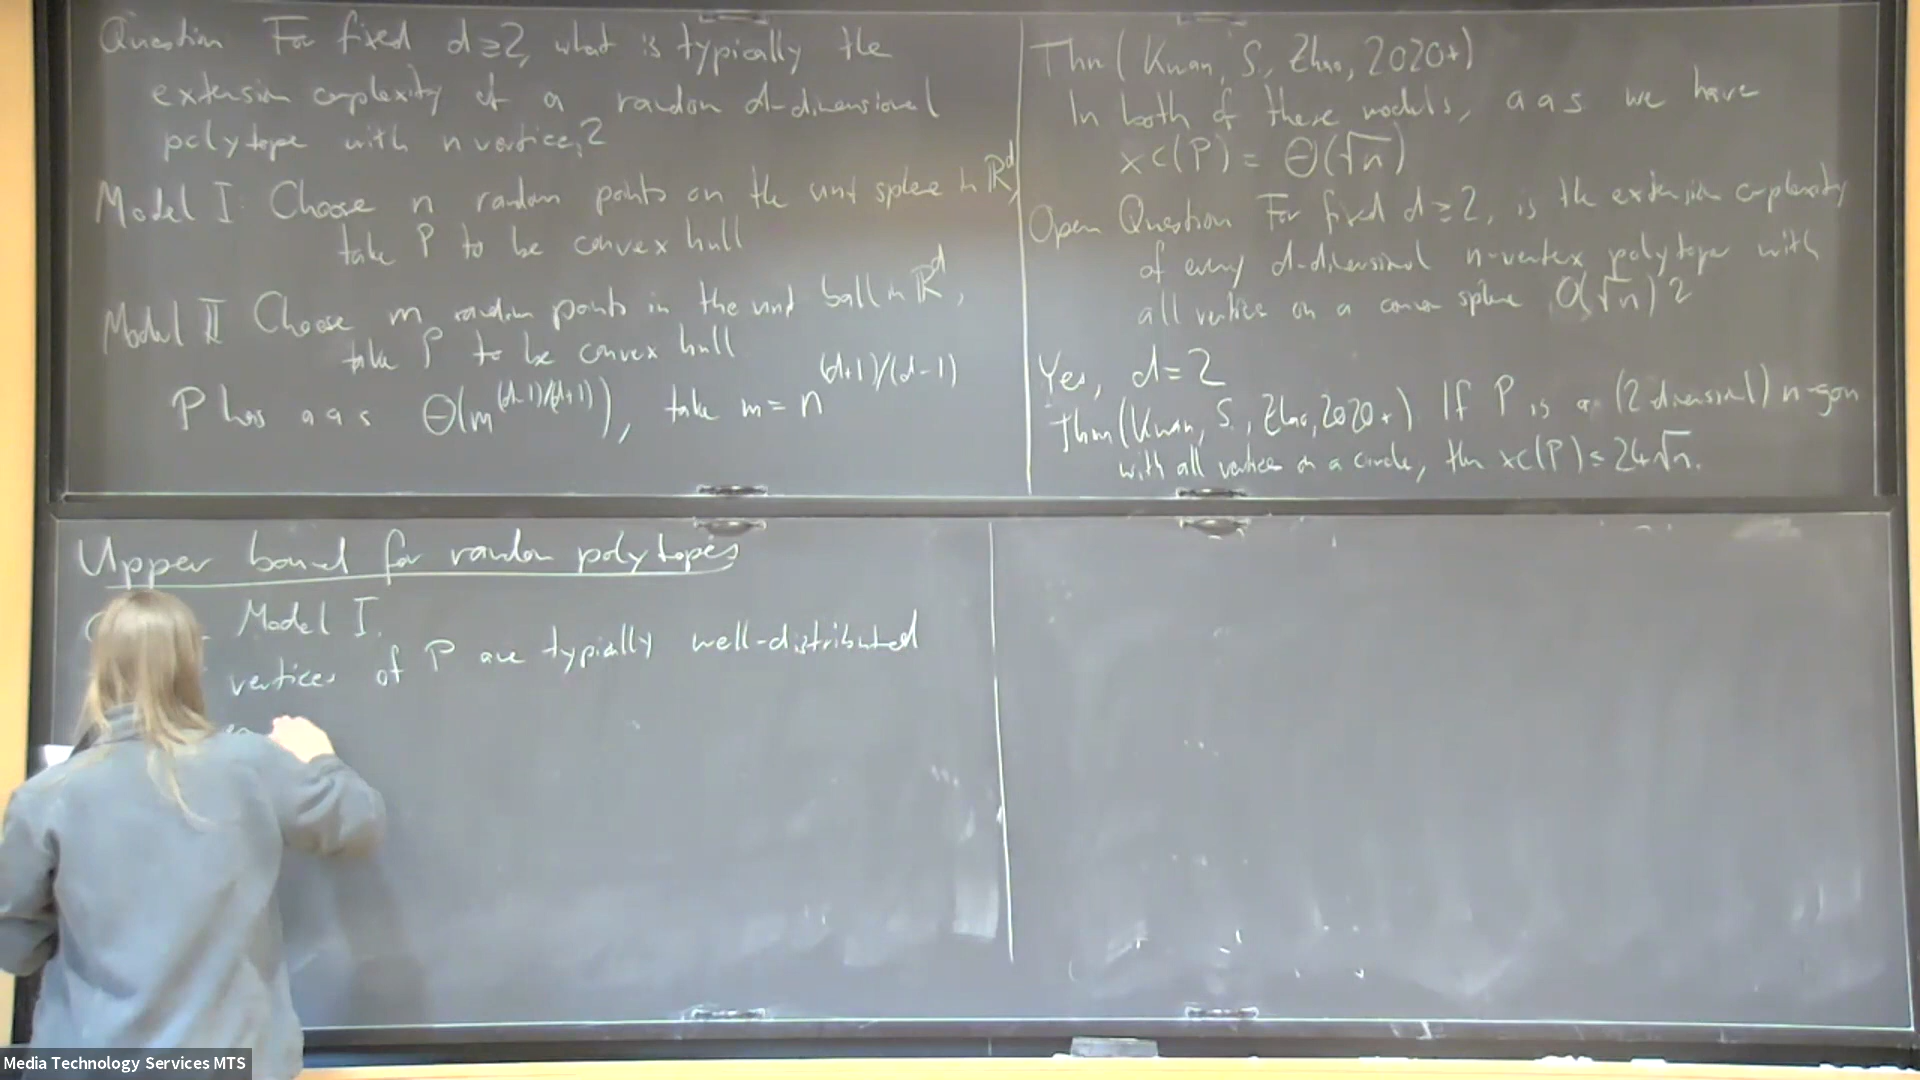 Question For fixed d≥2, what is typically the
extension complexity of a random d-dimensional
polytope with n vertices?
Model I: Choose n random points on the unit sphere in ℝ^d,
take P to be convex hull
Model II Choose m random points in the unit ball in ℝ^d,
take P to be convex hull
P has aas Θ(m^{(d-1)/(d+1)}), take m = n^{(d+1)/(d-1)}
Thm (Kwan, S., Zhao, 2020+)
In both of these models, aas we have
xc(P) = Θ(√n)
Open Question For fixed d≥2, is the extension complexity
of every d-dimensional n-vertex polytope with
all vertices on a common sphere O(√n)?
Yes, d=2
Thm (Kwan, S., Zhao, 2020+) If P is a (2-dimensional) n-gon
with all vertices on a circle, then xc(P) ≤ 24√n.
Upper bound for random polytopes
Model I.
vertices of P are typically well-distributed
Media Technology Services MTS